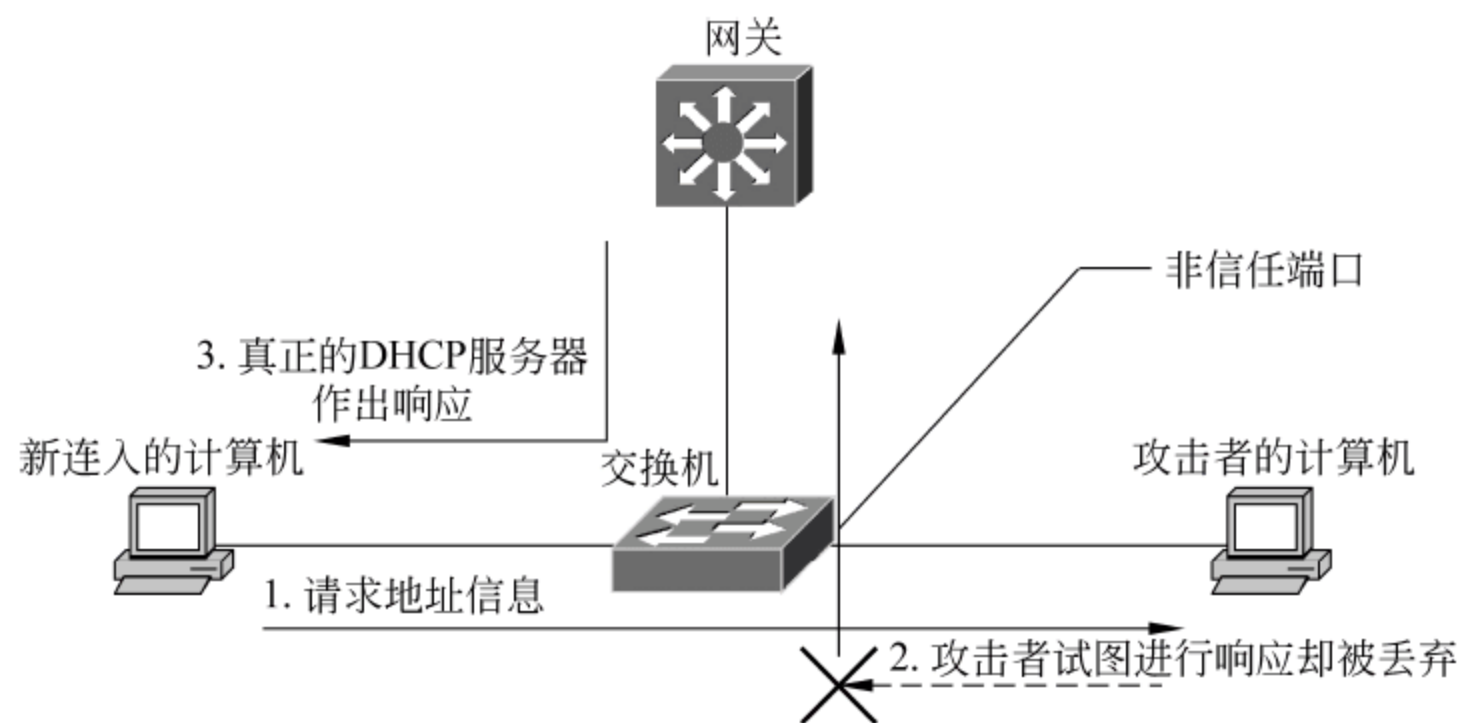 网关
非信任端口
3. 真正的DHCP服务器
作出响应
新连入的计算机
交换机
攻击者的计算机
1. 请求地址信息
2. 攻击者试图进行响应却被丢弃